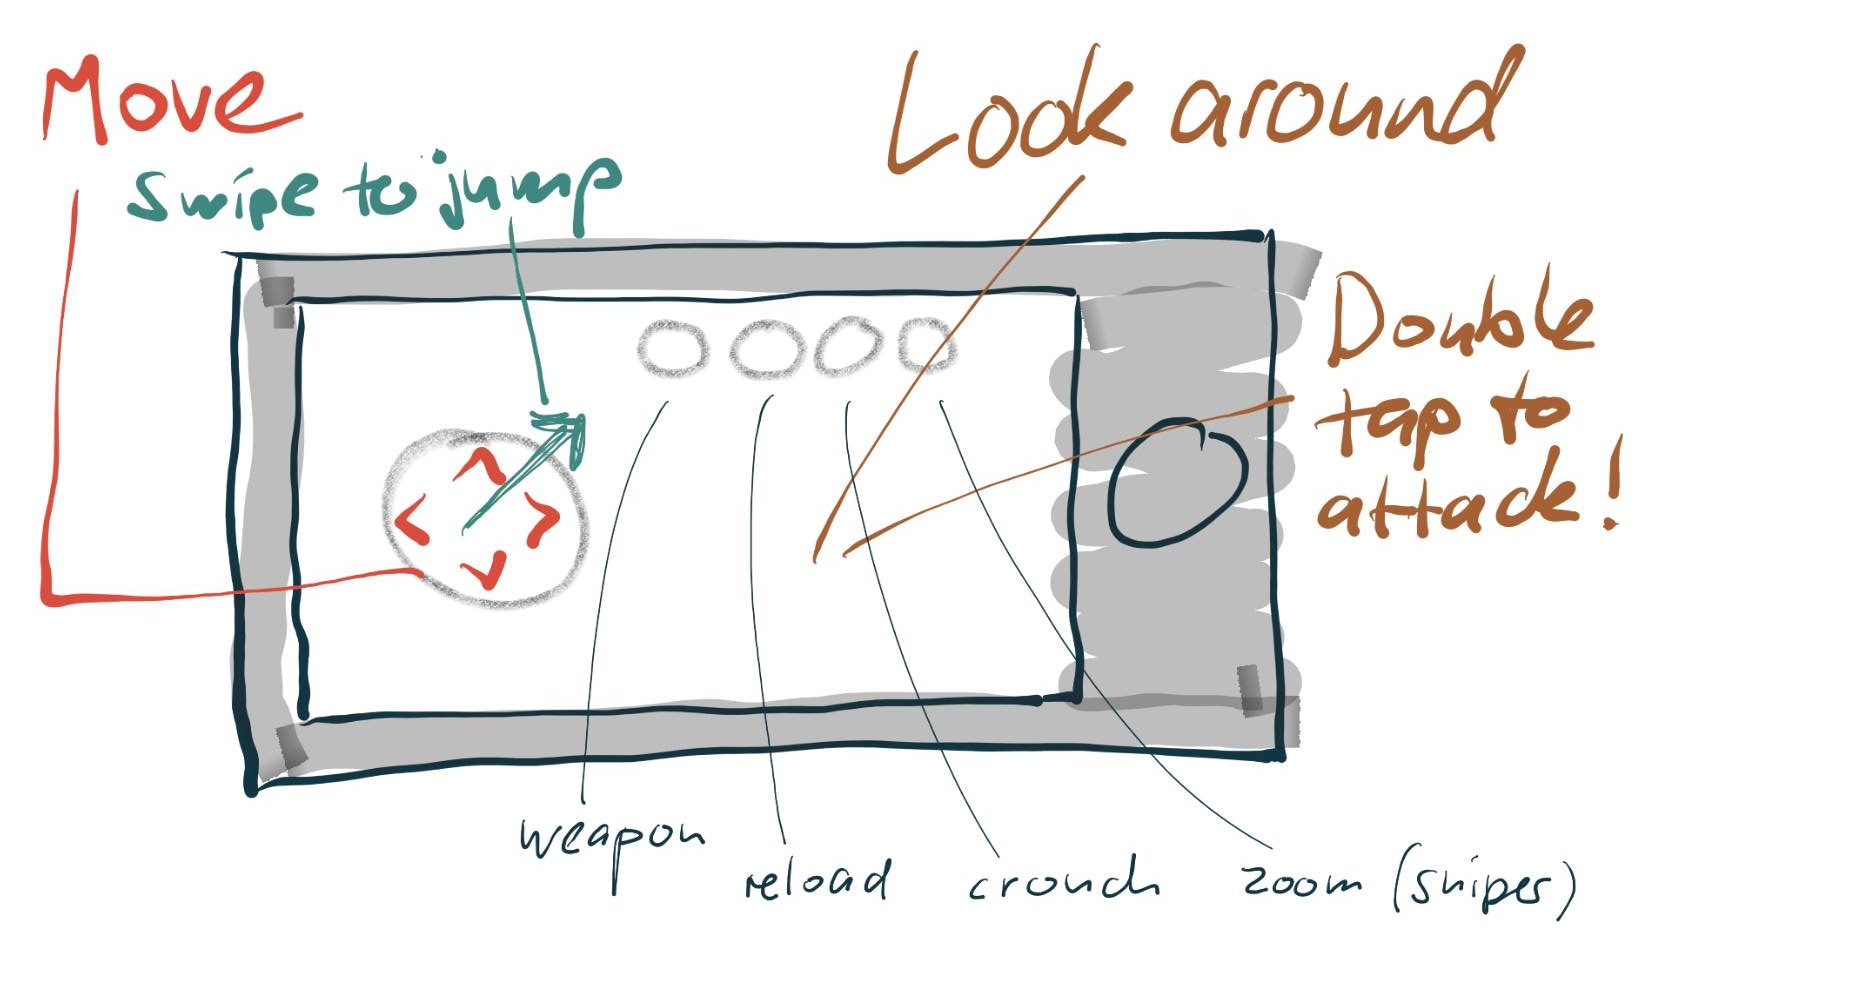 Move
Swipe to jump
Look around
Double
tap to
attack!
weapon
reload
crouch
zoom (sniper)